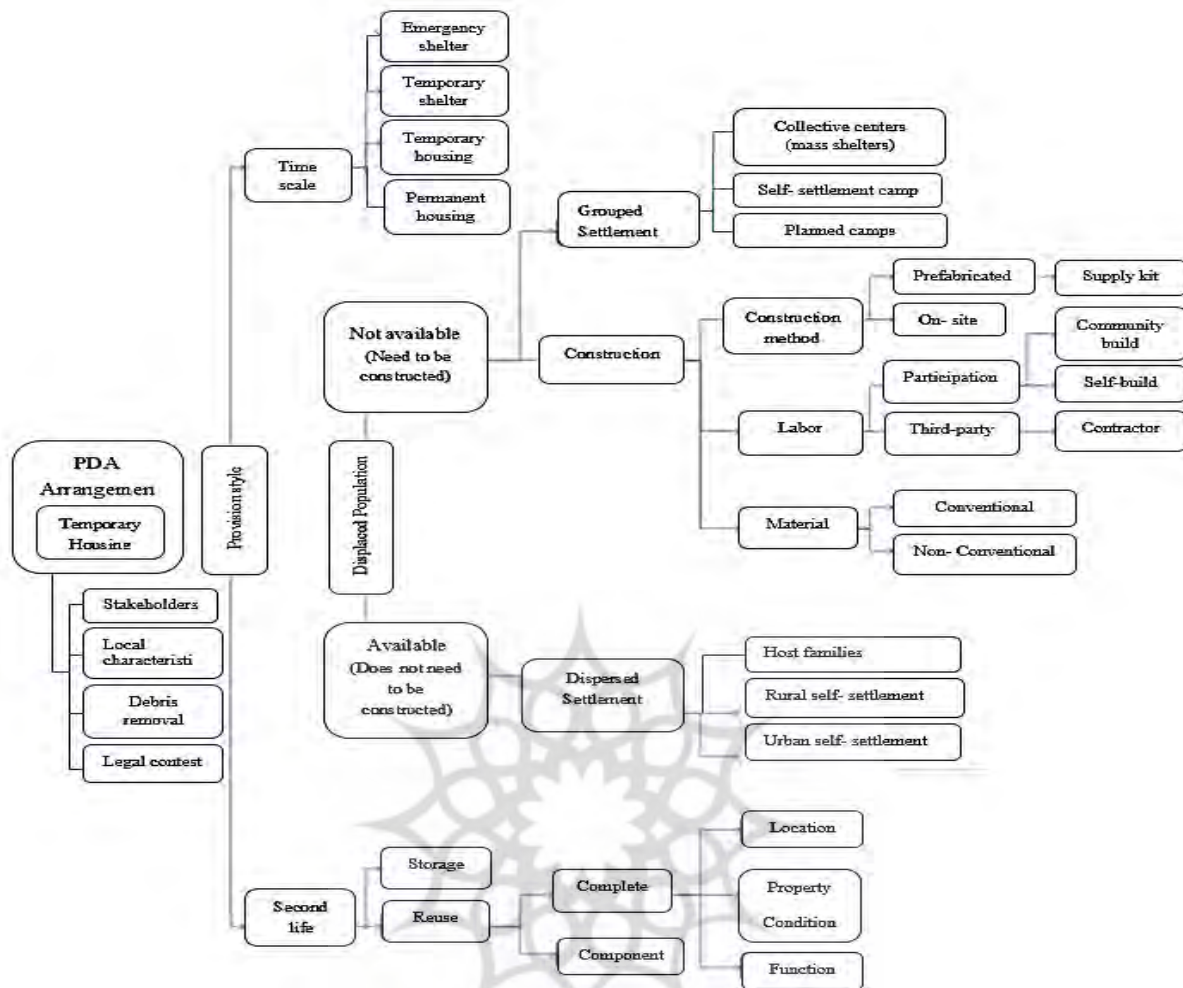 Emergency
shelter
Temporary
shelter
Temporary
housing
Permanent
housing
Time
scale
Collective centers
(mass shelters)
Self- settlement camp
Planned camps
Grouped
Settlement
Not available
(Need to be
constructed)
Construction
Construction
method
Prefabricated
Supply kit
On- site
Labor
Participation
Community
build
Self-build
Third-party
Contractor
Material
Conventional
Non- Conventional
PDA
Arrangemen
Temporary
Housing
Provision style
Displaced Population
Stakeholders
Local
characteristi
Debris
removal
Legal contest
Available
(Does not need
to be
constructed)
Dispersed
Settlement
Host families
Rural self- settlement
Urban self- settlement
Second
life
Storage
Reuse
Complete
Component
Location
Property
Condition
Function